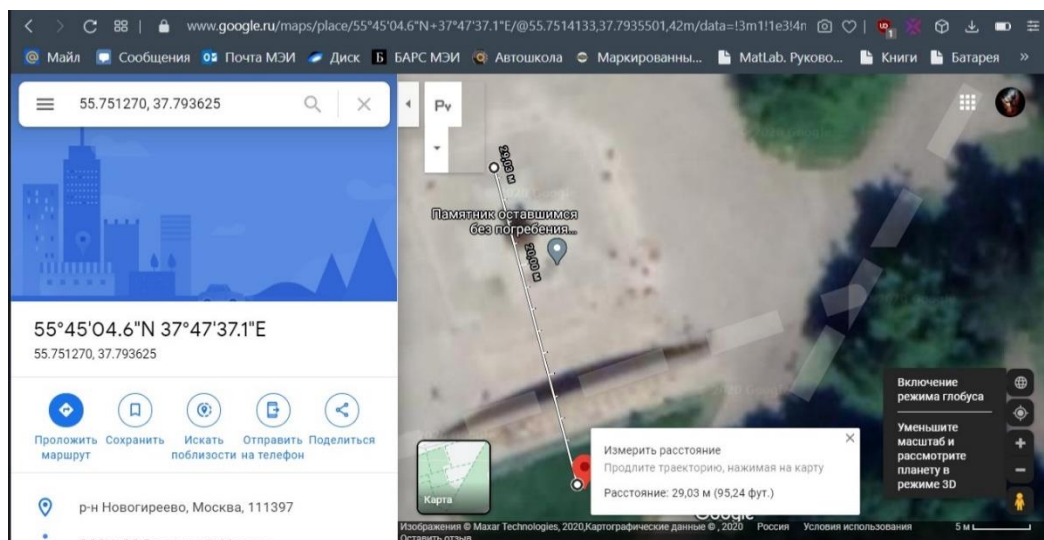 www.google.ru/maps/place/55°45'04.6"N+37°47'37.1"E/@55.7514133,37.7935501,42m/data=!3m1!1e3!4m
Майл
Сообщения
Почта МЭИ
Диск
БАРС МЭИ
Автошкола
Маркированны...
MatLab. Руково...
Книги
Батарея
»
55.751270, 37.793625
55°45'04.6"N 37°47'37.1"E
55.751270, 37.793625
Проложить маршрут
Сохранить
Искать поблизости
Отправить на телефон
Поделиться
р-н Новогиреево, Москва, 111397
Ру
29,03 м
Памятник оставшимся
без погребения...
20,00 м
Карта
Измерить расстояние
Продлите траекторию, нажимая на карту
Расстояние: 29,03 м (95,24 фут.)
Включение
режима глобуса
Уменьшите
масштаб и
рассмотрите
планету в
режиме 3D
Google
Изображения © Maxar Technologies, 2020,Картографические данные © , 2020 Россия Условия использования 5 м
Оставить отзыв